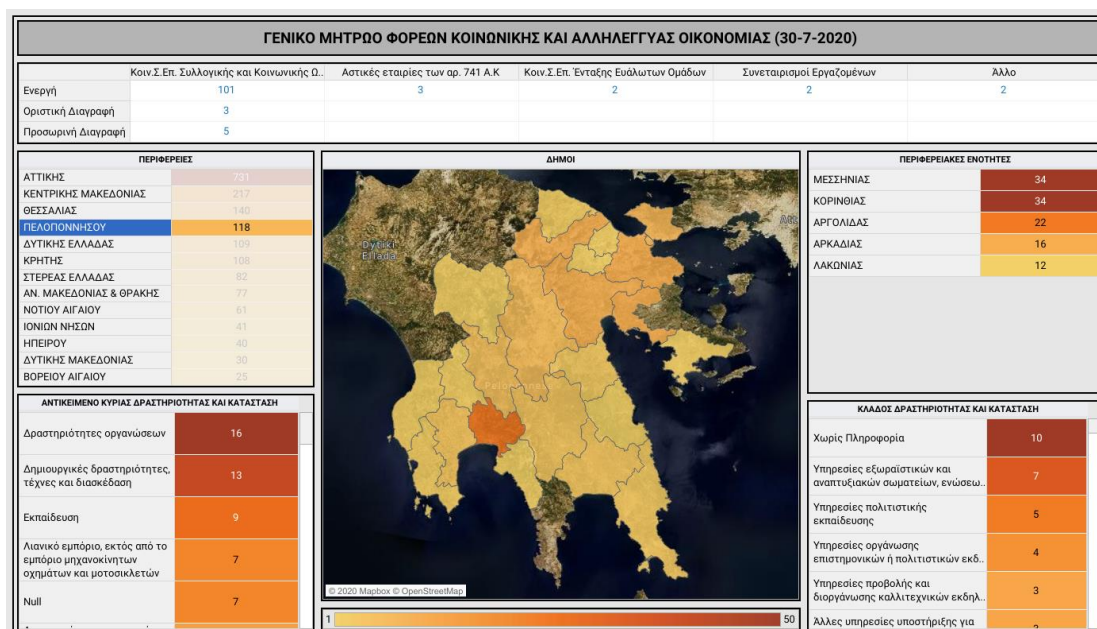 ΓΕΝΙΚΟ ΜΗΤΡΩΟ ΦΟΡΕΩΝ ΚΟΙΝΩΝΙΚΗΣ ΚΑΙ ΑΛΛΗΛΕΓΓΥΑΣ ΟΙΚΟΝΟΜΙΑΣ (30-7-2020)
Κοιν.Σ.Επ. Συλλογικής και Κοινωνικής Ω.. Αστικές εταιρίες των αρ. 741 Α.Κ Κοιν.Σ.Επ. Ένταξης Ευάλωτων Ομάδων Συνεταιρισμοί Εργαζομένων Άλλο
Ενεργή 101 3 2 2 2
Οριστική Διαγραφή 3
Προσωρινή Διαγραφή 5
ΠΕΡΙΦΕΡΕΙΕΣ
ΑΤΤΙΚΗΣ 731
ΚΕΝΤΡΙΚΗΣ ΜΑΚΕΔΟΝΙΑΣ 217
ΘΕΣΣΑΛΙΑΣ 140
ΠΕΛΟΠΟΝΝΗΣΟΥ 118
ΔΥΤΙΚΗΣ ΕΛΛΑΔΑΣ 109
ΚΡΗΤΗΣ 108
ΣΤΕΡΕΑΣ ΕΛΛΑΔΑΣ 82
ΑΝ. ΜΑΚΕΔΟΝΙΑΣ & ΘΡΑΚΗΣ 77
ΝΟΤΙΟΥ ΑΙΓΑΙΟΥ 61
ΙΟΝΙΩΝ ΝΗΣΩΝ 41
ΗΠΕΙΡΟΥ 40
ΔΥΤΙΚΗΣ ΜΑΚΕΔΟΝΙΑΣ 30
ΒΟΡΕΙΟΥ ΑΙΓΑΙΟΥ 25
ΑΝΤΙΚΕΙΜΕΝΟ ΚΥΡΙΑΣ ΔΡΑΣΤΗΡΙΟΤΗΤΑΣ ΚΑΙ ΚΑΤΑΣΤΑΣΗ
Δραστηριότητες οργανώσεων 16
Δημιουργικές δραστηριότητες,
τέχνες και διασκέδαση 13
Εκπαίδευση 9
Λιανικό εμπόριο, εκτός από το
εμπόριο μηχανοκίνητων 7
οχημάτων και μοτοσικλετών
Null 7
ΔΗΜΟΙ
Dytiki
Ellada
© 2020 Mapbox © OpenStreetMap
1 50
ΠΕΡΙΦΕΡΕΙΑΚΕΣ ΕΝΟΤΗΤΕΣ
ΜΕΣΣΗΝΙΑΣ 34
ΚΟΡΙΝΘΙΑΣ 34
ΑΡΓΟΛΙΔΑΣ 22
ΑΡΚΑΔΙΑΣ 16
ΛΑΚΩΝΙΑΣ 12
ΚΛΑΔΟΣ ΔΡΑΣΤΗΡΙΟΤΗΤΑΣ ΚΑΙ ΚΑΤΑΣΤΑΣΗ
Χωρίς Πληροφορία 10
Υπηρεσίες εξωραϊστικών και
αναπτυξιακών σωματείων, ενώσεω.. 7
Υπηρεσίες πολιτιστικής
εκπαίδευσης 5
Υπηρεσίες οργάνωσης
επιστημονικών ή πολιτιστικών εκδ.. 4
Υπηρεσίες προβολής και
διοργάνωσης καλλιτεχνικών εκδηλ.. 3
Άλλες υπηρεσίες υποστήριξης για